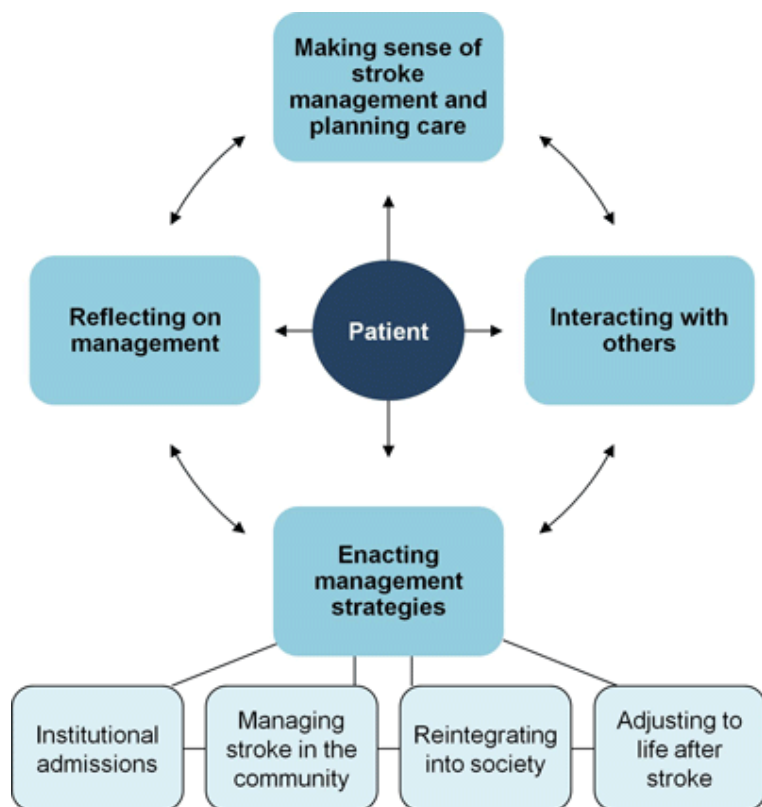 Making sense of
stroke
management and
planning care
Reflecting on
management
Patient
Interacting with
others
Enacting
management
strategies
Institutional
admissions
Managing
stroke in the
community
Reintegrating
into society
Adjusting to
life after
stroke